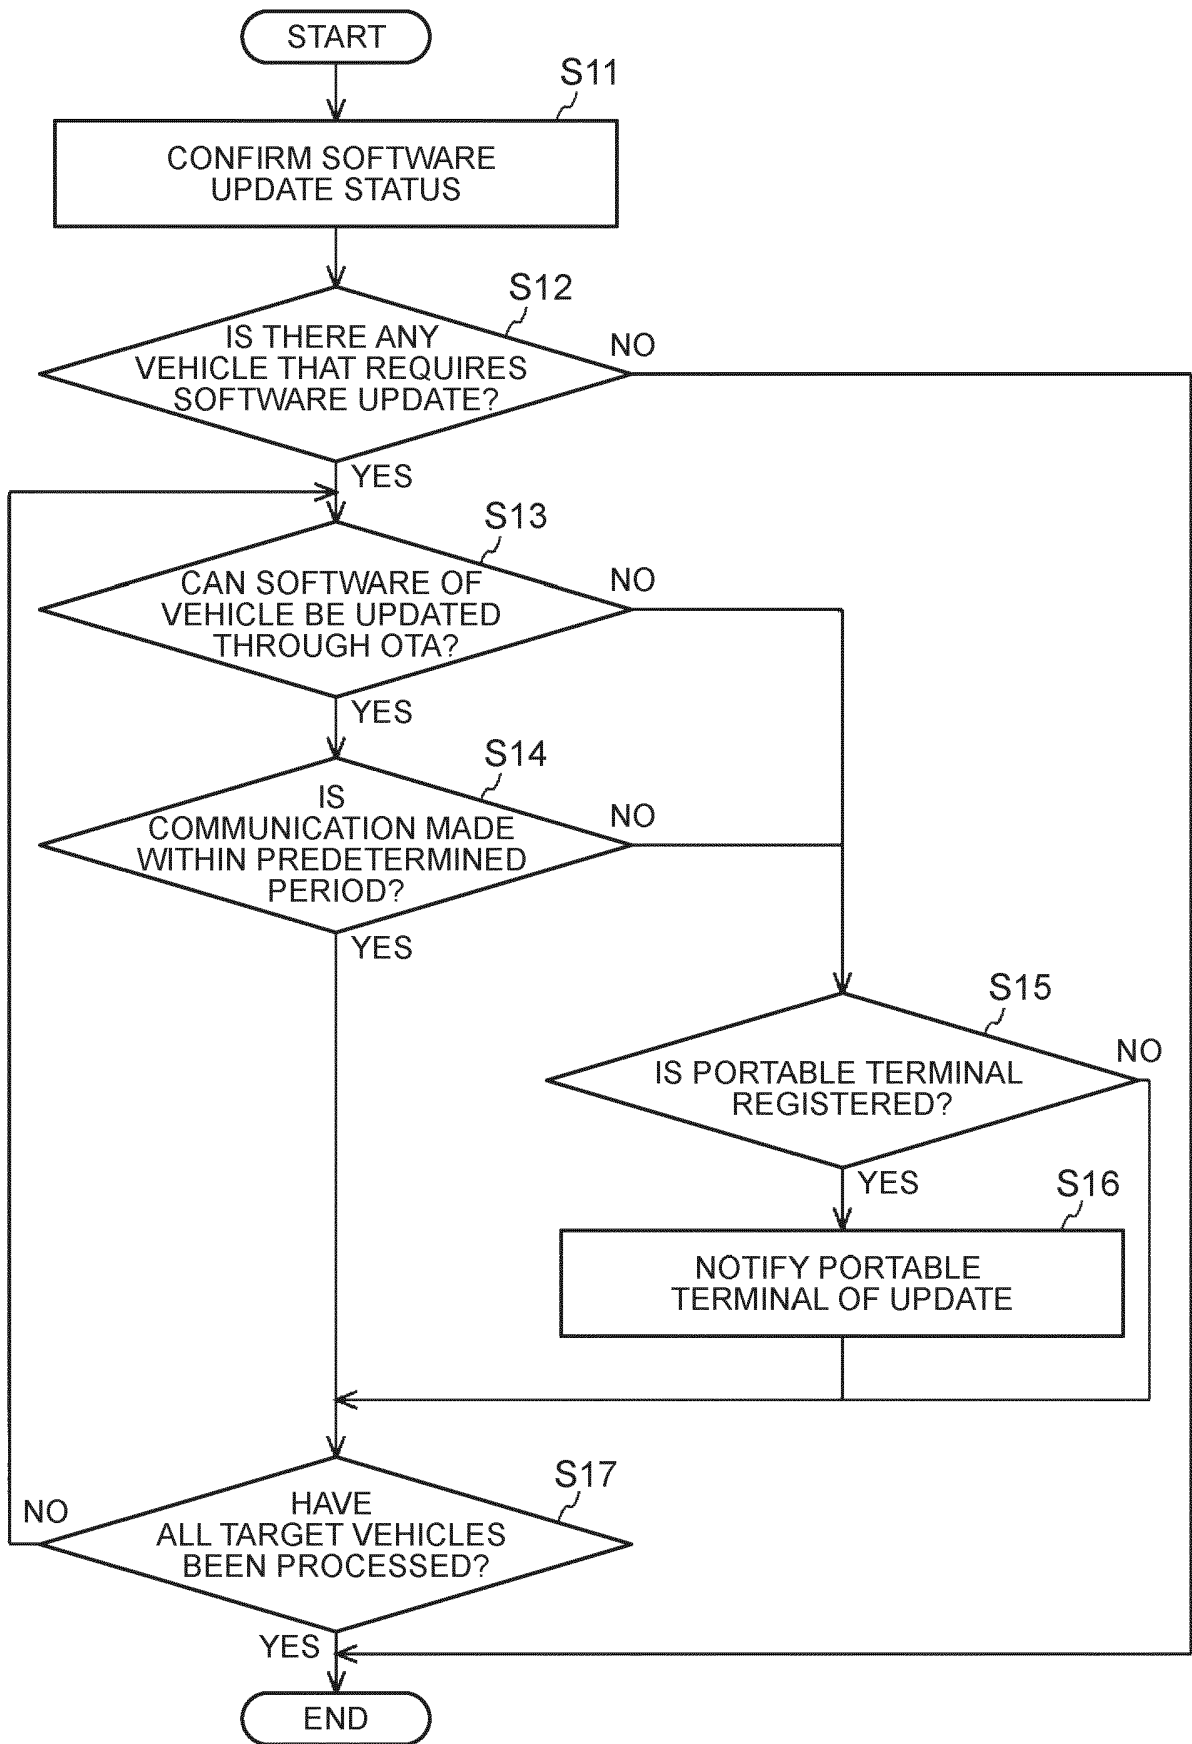 START
S11
CONFIRM SOFTWARE
UPDATE STATUS
S12
IS THERE ANY
VEHICLE THAT REQUIRES
SOFTWARE UPDATE?
NO
YES
S13
CAN SOFTWARE OF
VEHICLE BE UPDATED
THROUGH OTA?
NO
YES
S14
IS
COMMUNICATION MADE
WITHIN PREDETERMINED
PERIOD?
NO
YES
S15
IS PORTABLE TERMINAL
REGISTERED?
NO
YES
S16
NOTIFY PORTABLE
TERMINAL OF UPDATE
S17
HAVE
ALL TARGET VEHICLES
BEEN PROCESSED?
NO
YES
END